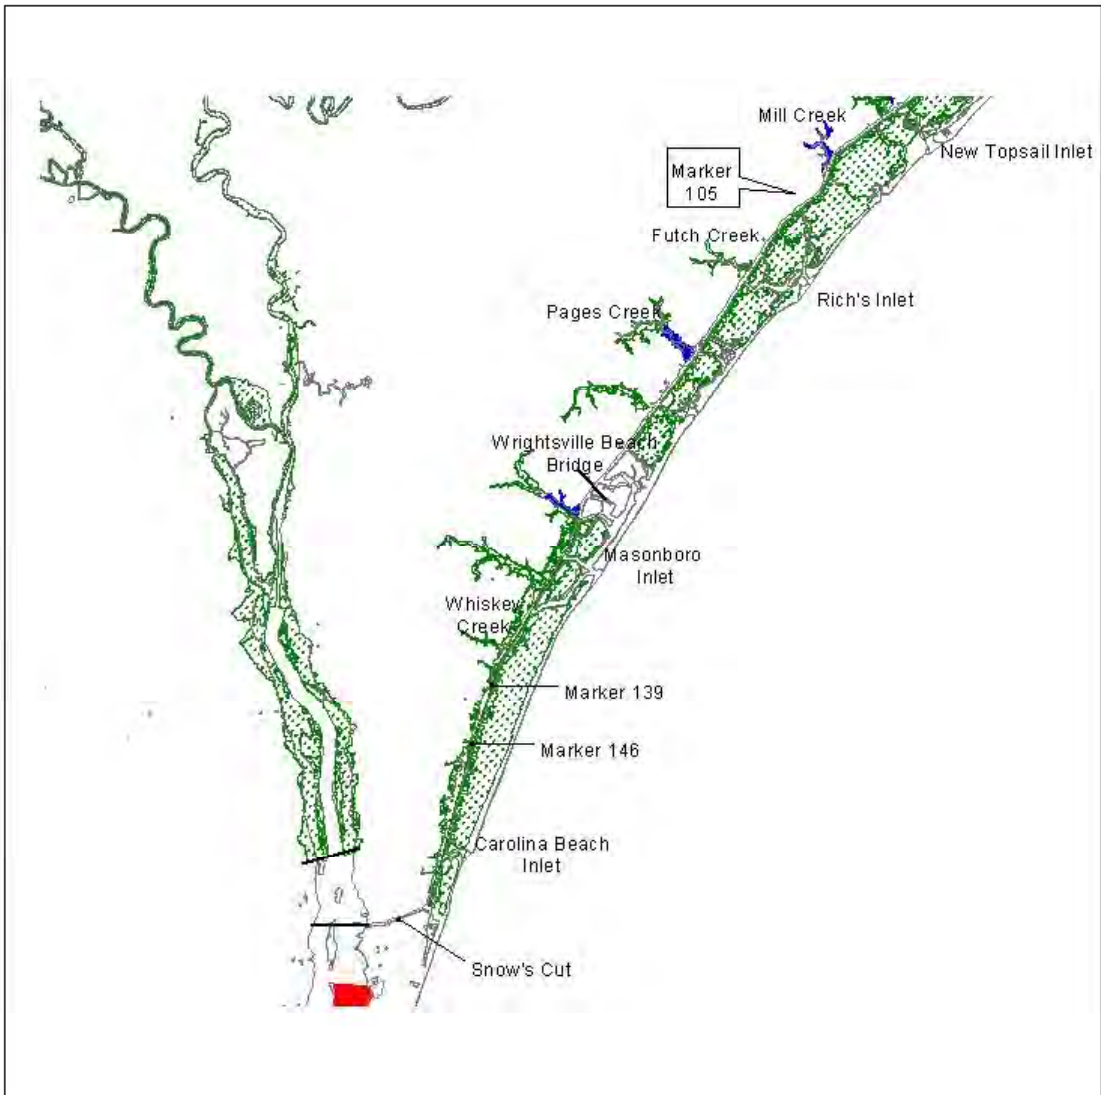 Mill Creek
New Topsail Inlet
Marker
105
Futch Creek
Rich's Inlet
Pages Creek
Wrightsville Beach
Bridge
Masonboro
Inlet
Whiskey
Creek
Marker 139
Marker 146
Carolina Beach
Inlet
Snow's Cut